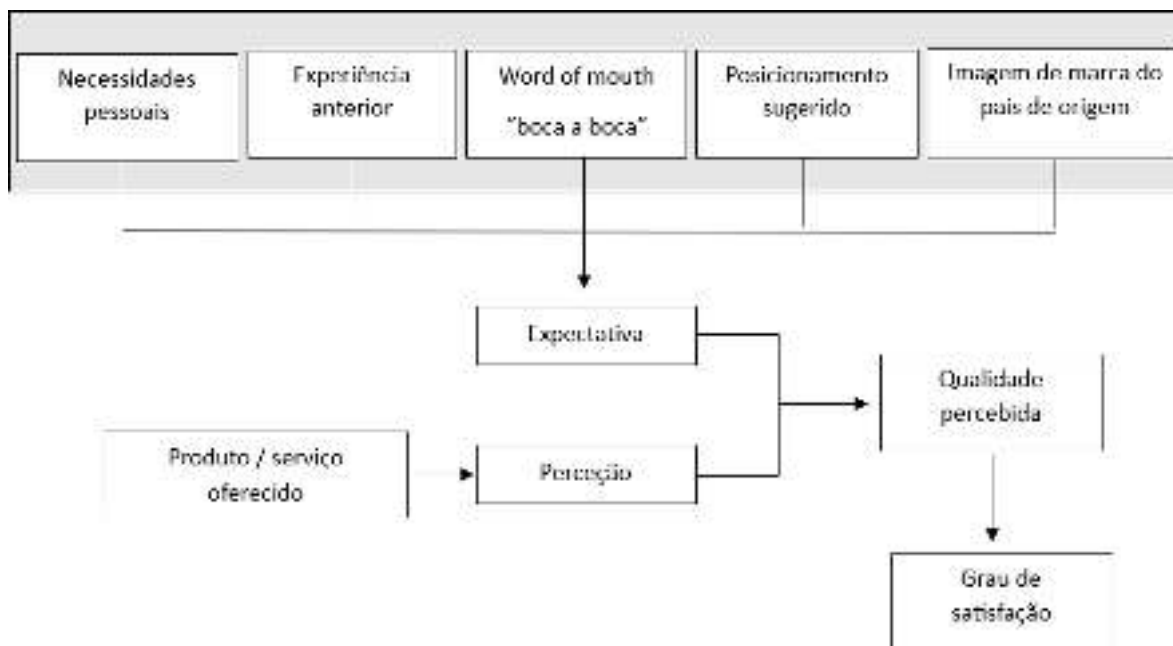 Necessidades
pessoais
Experiência
anterior
Word of mouth
"boca a boca"
Posicionamento
sugerido
Imagem de marca do
país de origem
Expectativa
Qualidade
percebida
Produto / serviço
oferecido
Perceção
Grau de
satisfação